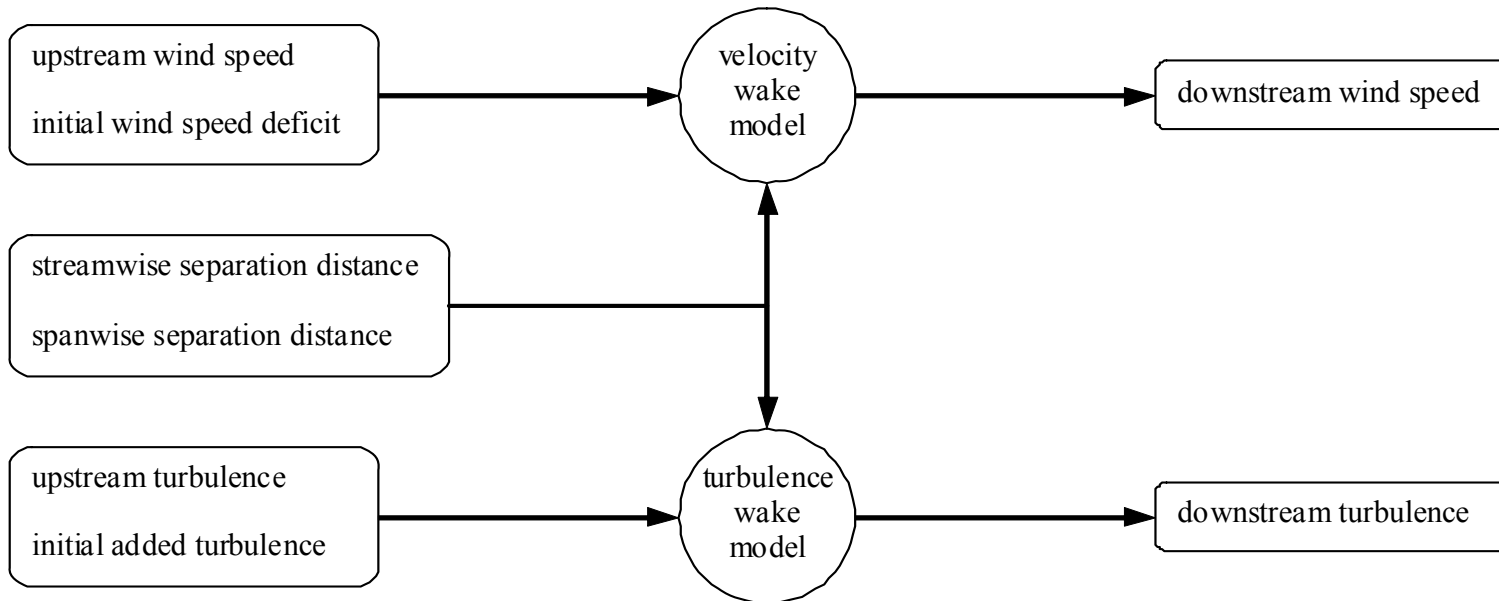 upstream wind speed
initial wind speed deficit
velocity
wake
model
downstream wind speed
streamwise separation distance
spanwise separation distance
upstream turbulence
initial added turbulence
turbulence
wake
model
downstream turbulence